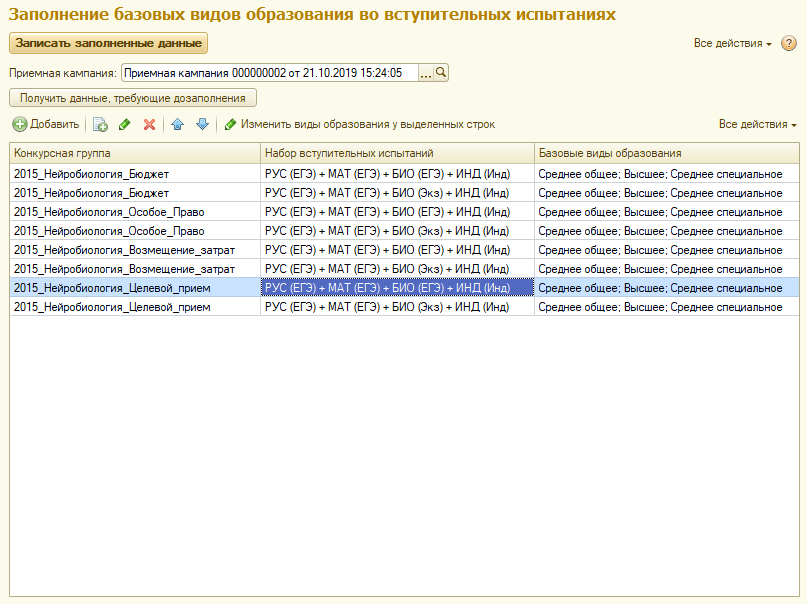 Заполнение базовых видов образования во вступительных испытаниях
Записать заполненные данные Все действия ?
Приемная кампания: Приемная кампания 000000002 от 21.10.2019 15:24:05 ...
Получить данные, требующие дозаполнения
Добавить Изменить виды образования у выделенных строк Все действия
Конкурсная группа Набор вступительных испытаний Базовые виды образования
2015_Нейробиология_Бюджет РУС (ЕГЭ) + МАТ (ЕГЭ) + БИО (ЕГЭ) + ИНД (Инд) Среднее общее; Высшее; Среднее специальное
2015_Нейробиология_Бюджет РУС (ЕГЭ) + МАТ (ЕГЭ) + БИО (Экз) + ИНД (Инд) Среднее общее; Высшее; Среднее специальное
2015_Нейробиология_Особое_Право РУС (ЕГЭ) + МАТ (ЕГЭ) + БИО (ЕГЭ) + ИНД (Инд) Среднее общее; Высшее; Среднее специальное
2015_Нейробиология_Особое_Право РУС (ЕГЭ) + МАТ (ЕГЭ) + БИО (Экз) + ИНД (Инд) Среднее общее; Высшее; Среднее специальное
2015_Нейробиология_Возмещение_затрат РУС (ЕГЭ) + МАТ (ЕГЭ) + БИО (ЕГЭ) + ИНД (Инд) Среднее общее; Высшее; Среднее специальное
2015_Нейробиология_Возмещение_затрат РУС (ЕГЭ) + МАТ (ЕГЭ) + БИО (Экз) + ИНД (Инд) Среднее общее; Высшее; Среднее специальное
2015_Нейробиология_Целевой_прием РУС (ЕГЭ) + МАТ (ЕГЭ) + БИО (ЕГЭ) + ИНД (Инд) Среднее общее; Высшее; Среднее специальное
2015_Нейробиология_Целевой_прием РУС (ЕГЭ) + МАТ (ЕГЭ) + БИО (Экз) + ИНД (Инд) Среднее общее; Высшее; Среднее специальное